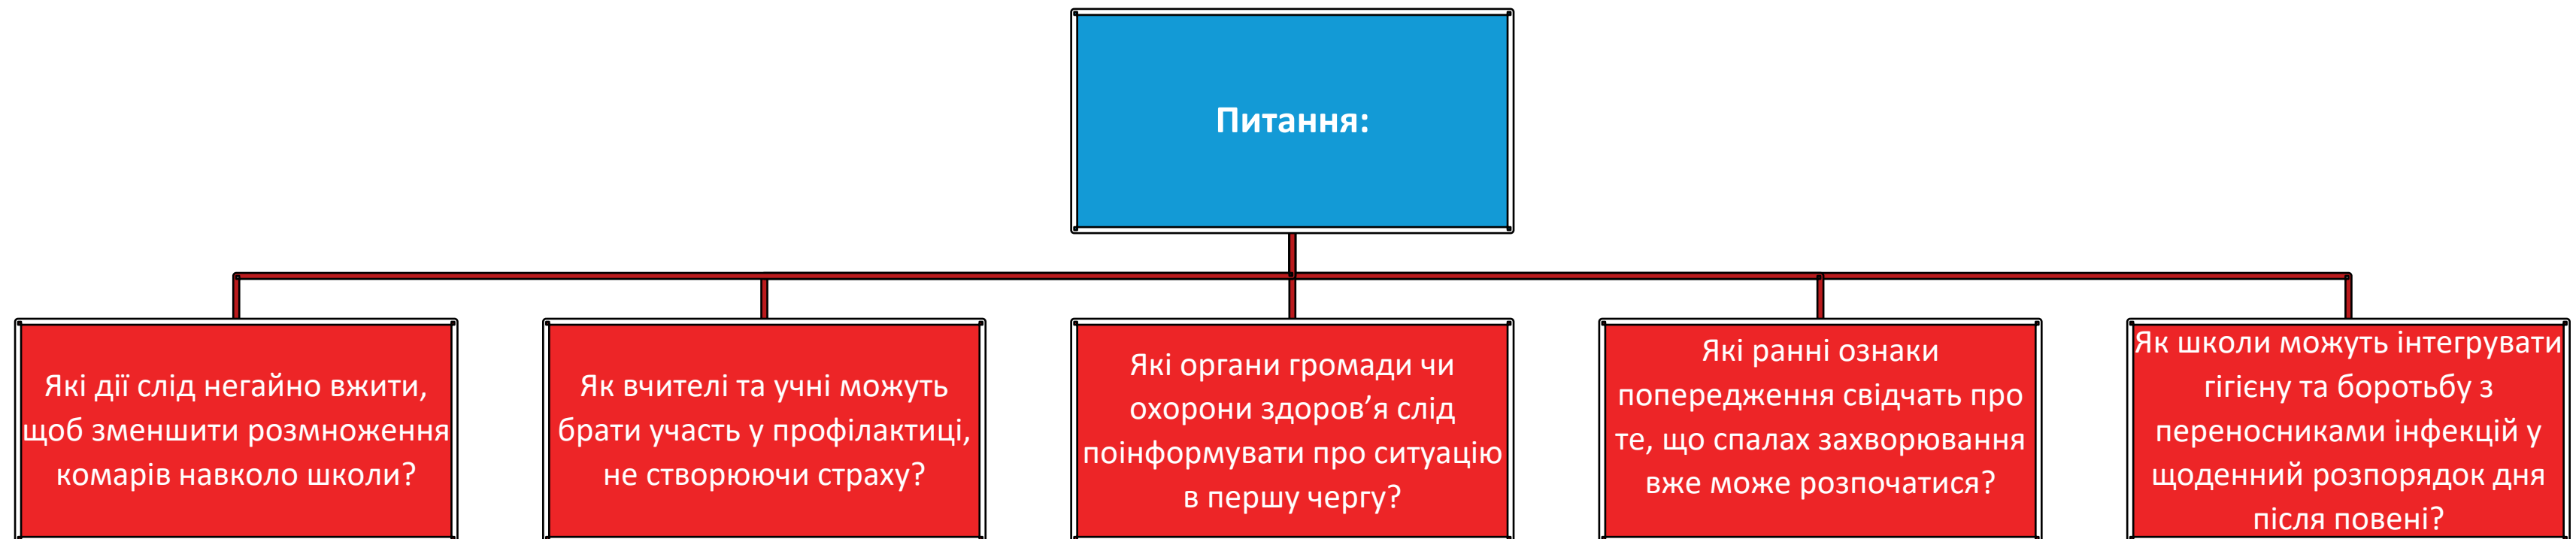 Питання:
Які дії слід негайно вжити,
щоб зменшити розмноження
комарів навколо школи?
Як вчителі та учні можуть
брати участь у профілактиці,
не створюючи страху?
Які органи громади чи
охорони здоров’я слід
поінформувати про ситуацію
в першу чергу?
Які ранні ознаки
попередження свідчать про
те, що спалах захворювання
вже може розпочатися?
Як школи можуть інтегрувати
гігієну та боротьбу з
переносниками інфекцій у
щоденний розпорядок дня
після повені?